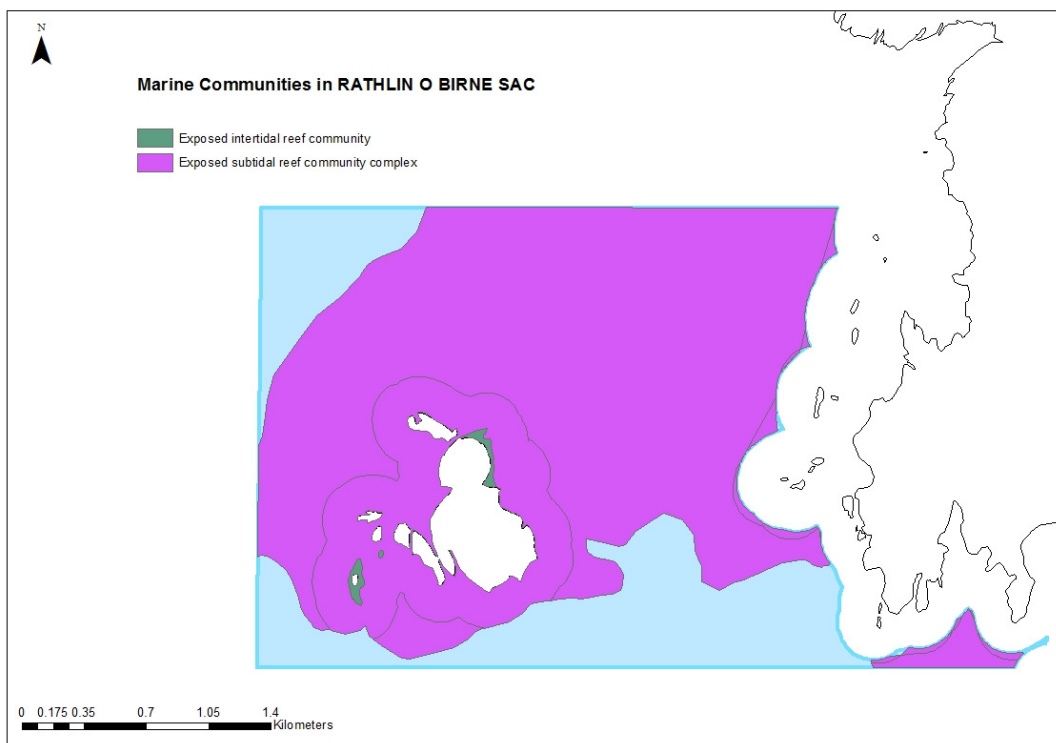 N
Marine Communities in RATHLIN O BIRNE SAC
Exposed intertidal reef community
Exposed subtidal reef community complex
0 0.175 0.35 0.7 1.05 1.4
Kilometers